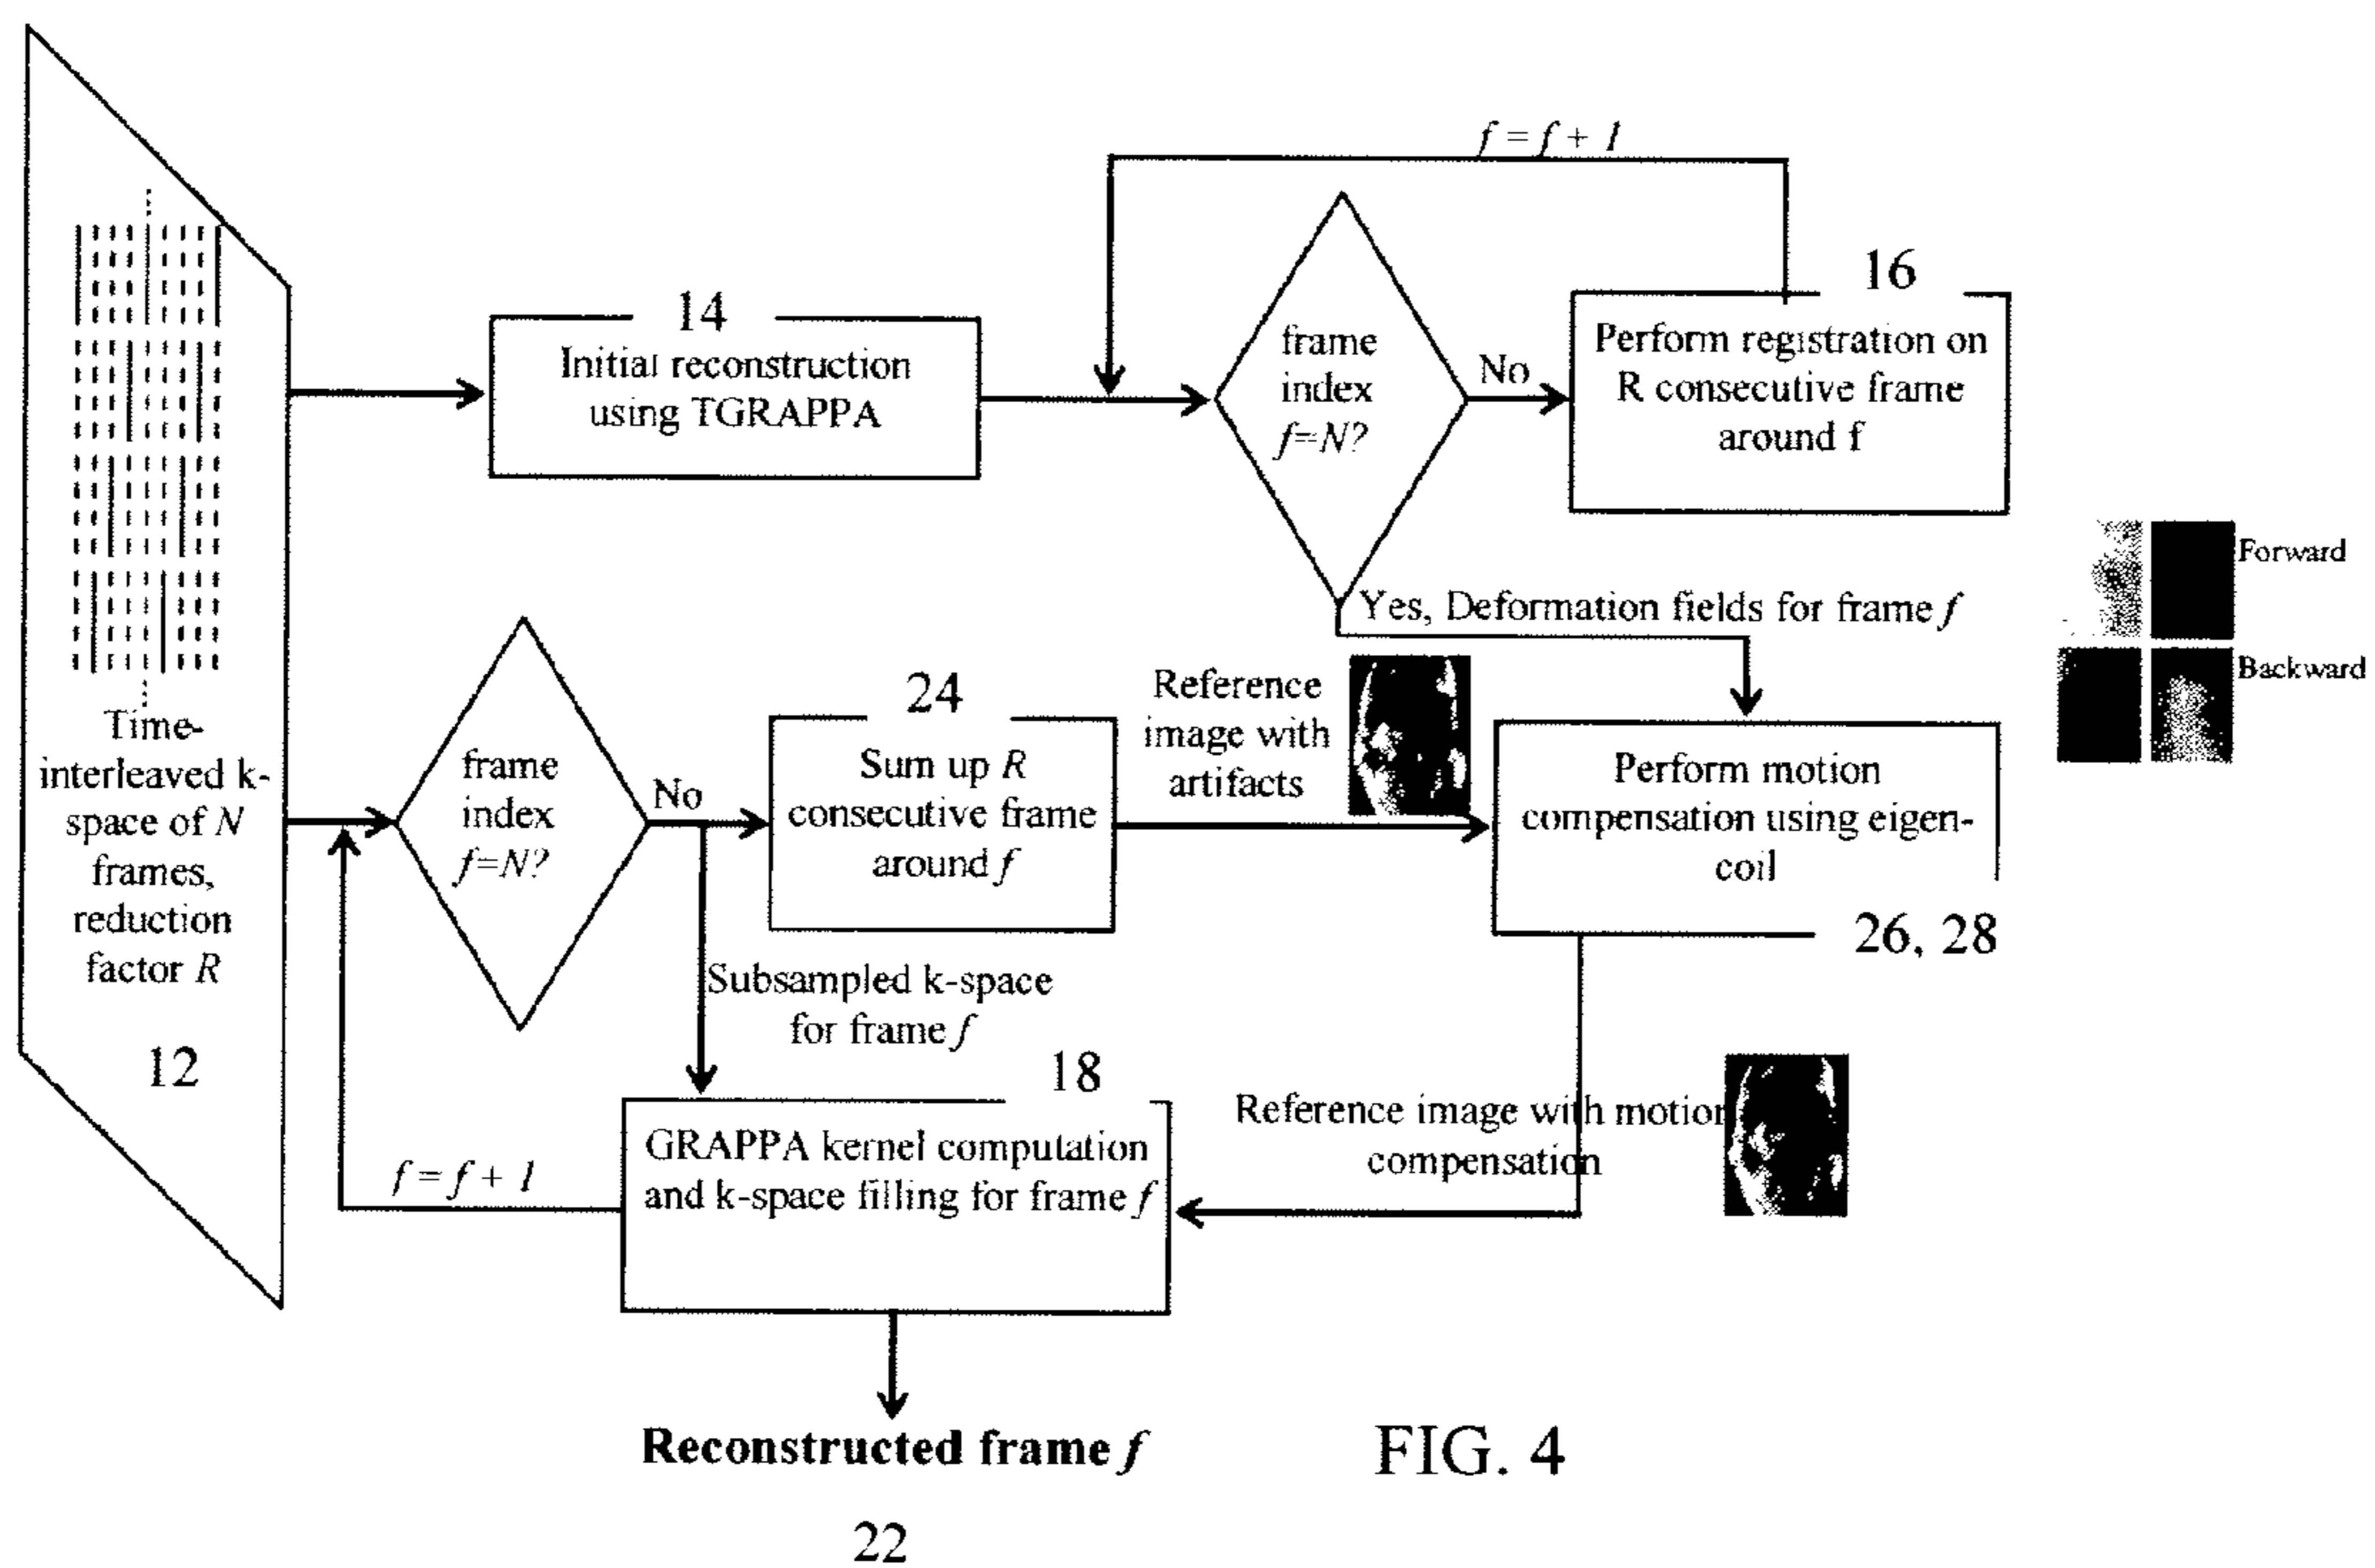 f = f + 1
16
14
Initial reconstruction
using TGRAPPA
frame
index
f=N?
No
Perform registration on
R consecutive frame
around f
Forward
Backward
Yes, Deformation fields for frame f
Time-
interleaved k-
space of N
frames,
reduction
factor R
12
frame
index
f=N?
No
24
Sum up R
consecutive frame
around f
Reference
image with
artifacts
Perform motion
compensation using eigen-
coil
26, 28
Subsampled k-space
for frame f
18
GRAPPA kernel computation
and k-space filling for frame f
f = f + 1
Reference image with motion
compensation
Reconstructed frame f
FIG. 4
22